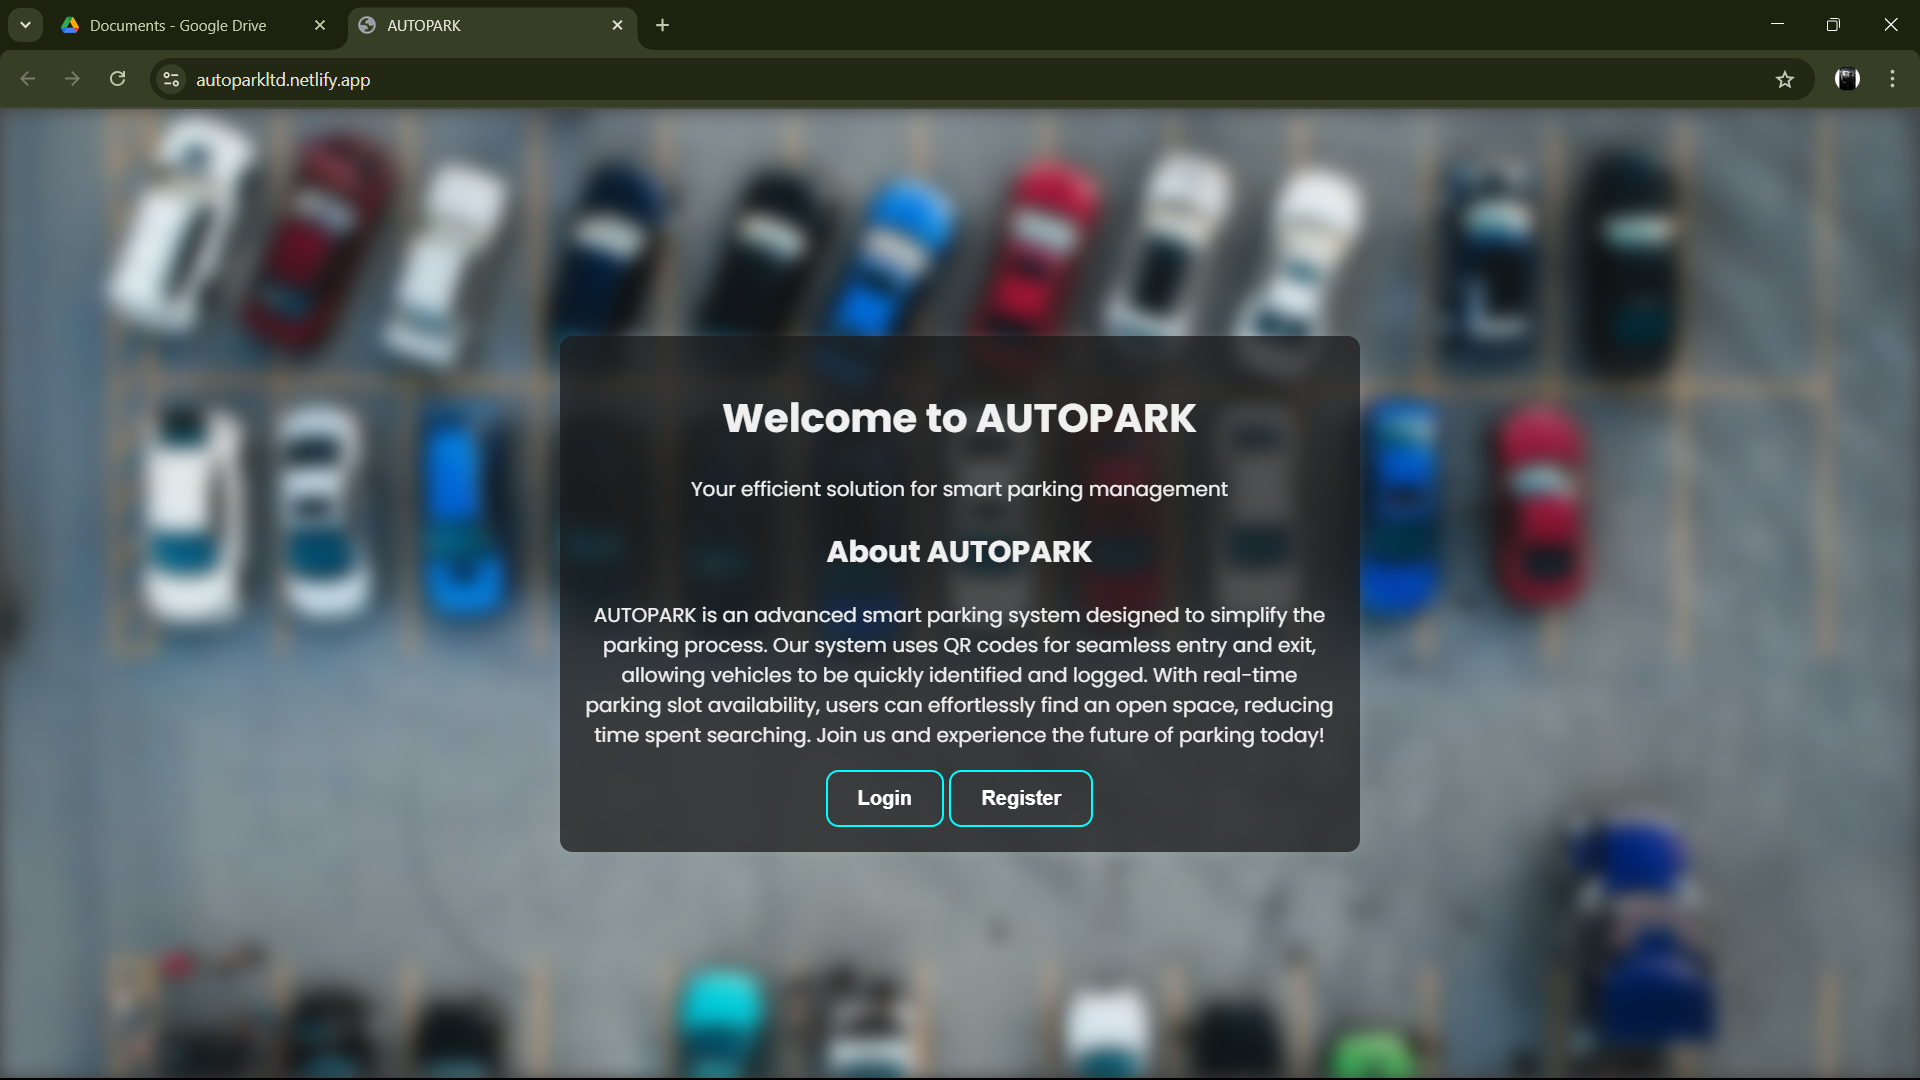 Documents - Google Drive
AUTOPARK
autoparkltd.netlify.app
Welcome to AUTOPARK
Your efficient solution for smart parking management
About AUTOPARK
AUTOPARK is an advanced smart parking system designed to simplify the
parking process. Our system uses QR codes for seamless entry and exit,
allowing vehicles to be quickly identified and logged. With real-time
parking slot availability, users can effortlessly find an open space, reducing
time spent searching. Join us and experience the future of parking today!
Login
Register